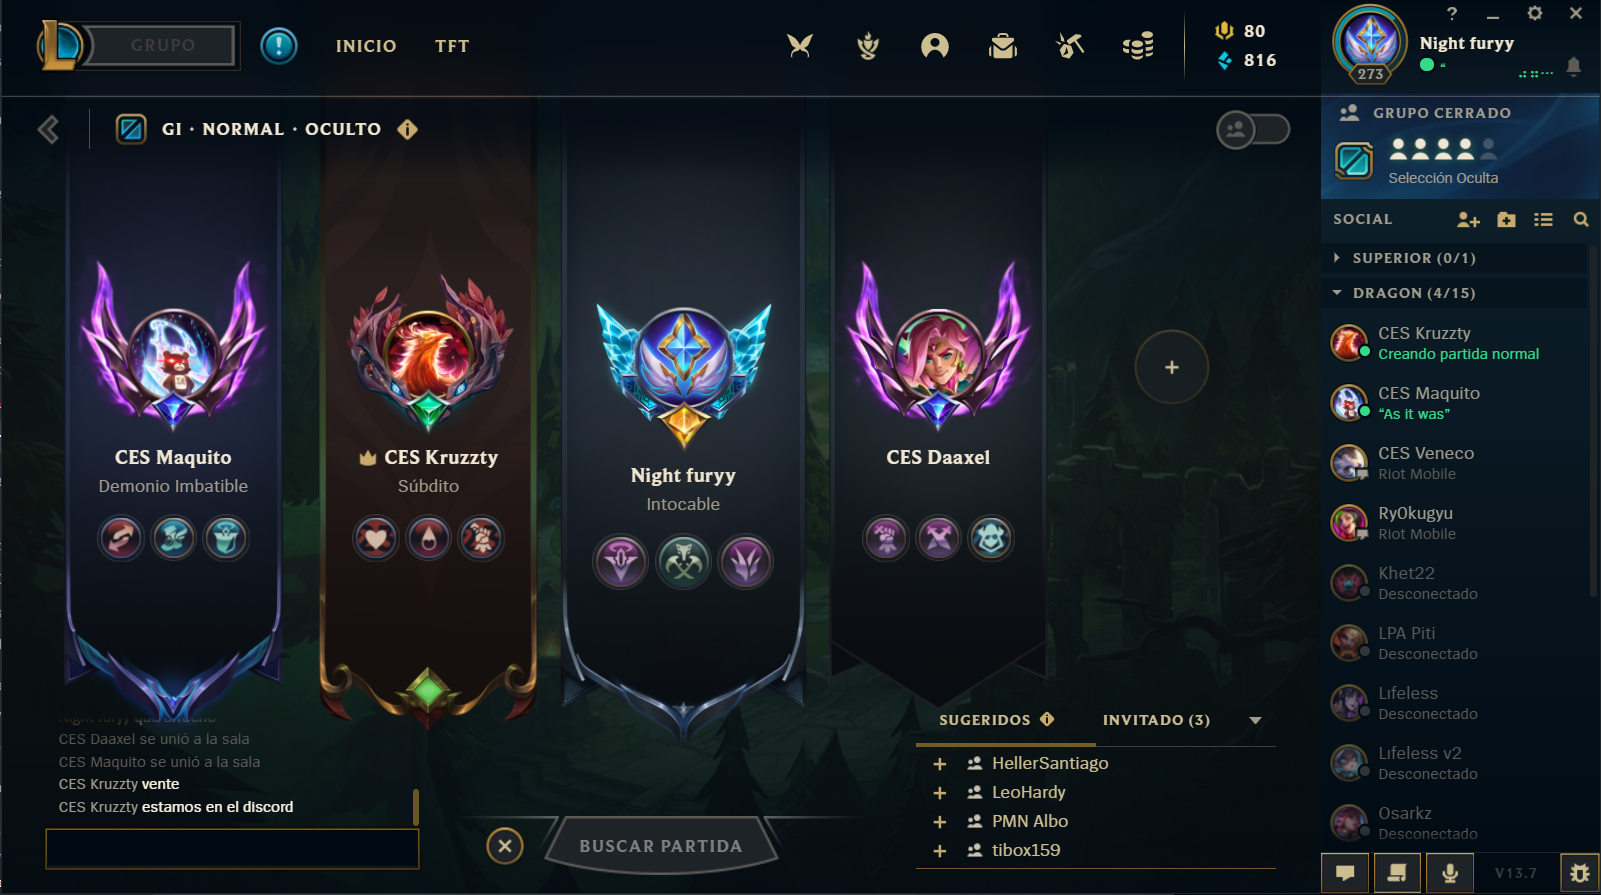 GRUPO
INICIO
TFT
80
816
?
Night furyy
273
GI · NORMAL · OCULTO
GRUPO CERRADO
Selección Oculta
SOCIAL
SUPERIOR (0/1)
DRAGON (4/15)
CES Kruzzty
Creando partida normal
CES Maquito
“As it was”
CES Veneco
Riot Mobile
Ry0kugyu
Riot Mobile
Khet22
Desconectado
LPA Piti
Desconectado
Lıfeless
Desconectado
Lıfeless v2
Desconectado
Osarkz
Desconectado
V13.7
CES Maquito
Demonio Imbatible
CES Kruzzty
Súbdito
Night furyy
Intocable
CES Daaxel
CES Daaxel se unió a la sala
CES Maquito se unió a la sala
CES Kruzzty vente
CES Kruzzty estamos en el discord
BUSCAR PARTIDA
SUGERIDOS
INVITADO (3)
HellerSantiago
LeoHardy
PMN Albo
tibox159